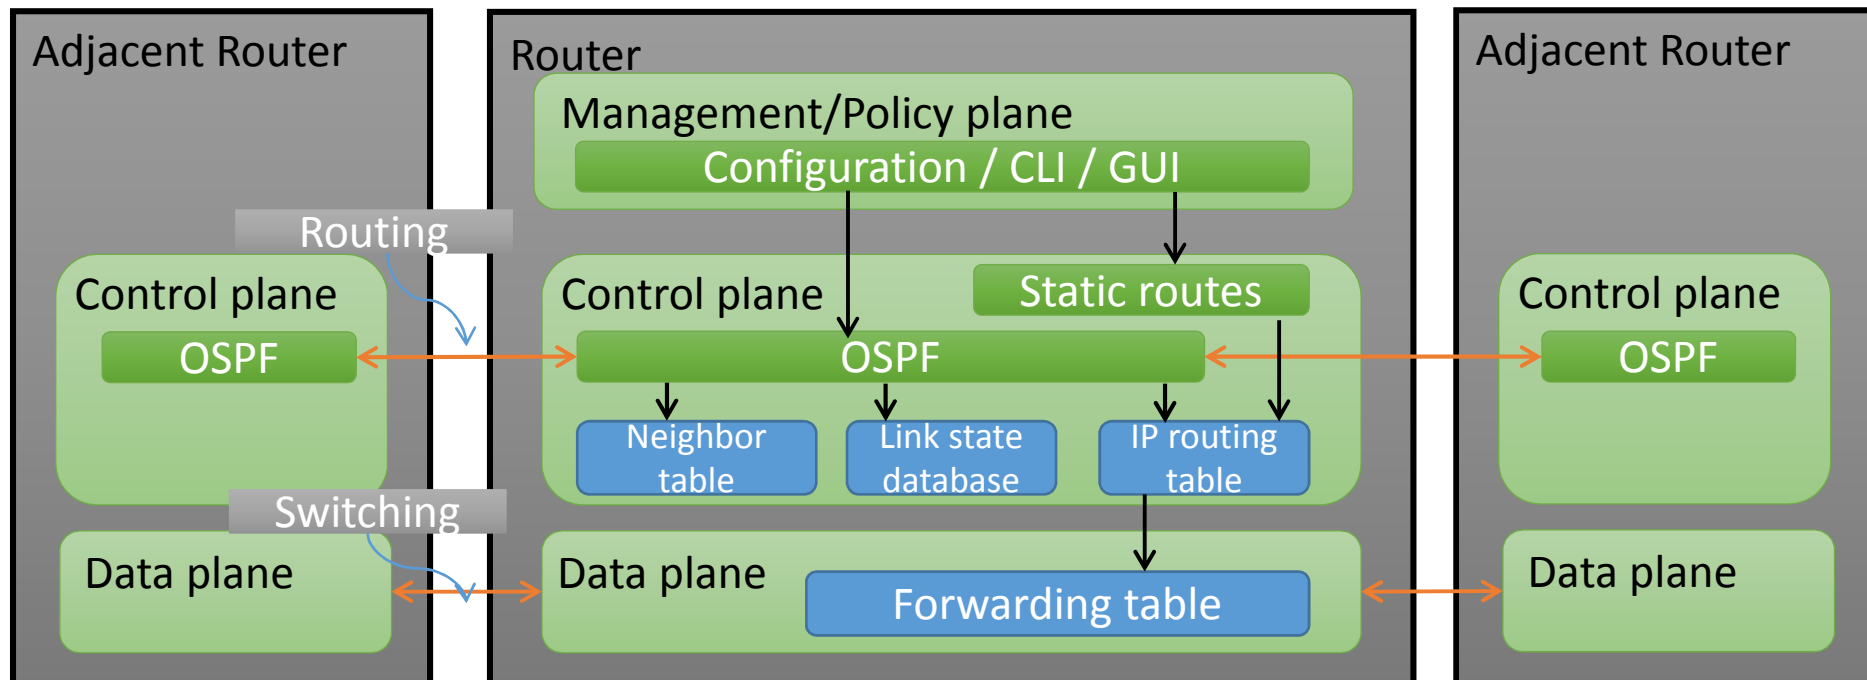 Adjacent Router
Router
Adjacent Router
Management/Policy plane
Configuration / CLI / GUI
Routing
Control plane
OSPF
Control plane
Static routes
OSPF
Neighbor
table
Link state
database
IP routing
table
Control plane
OSPF
Switching
Data plane
Data plane
Forwarding table
Data plane